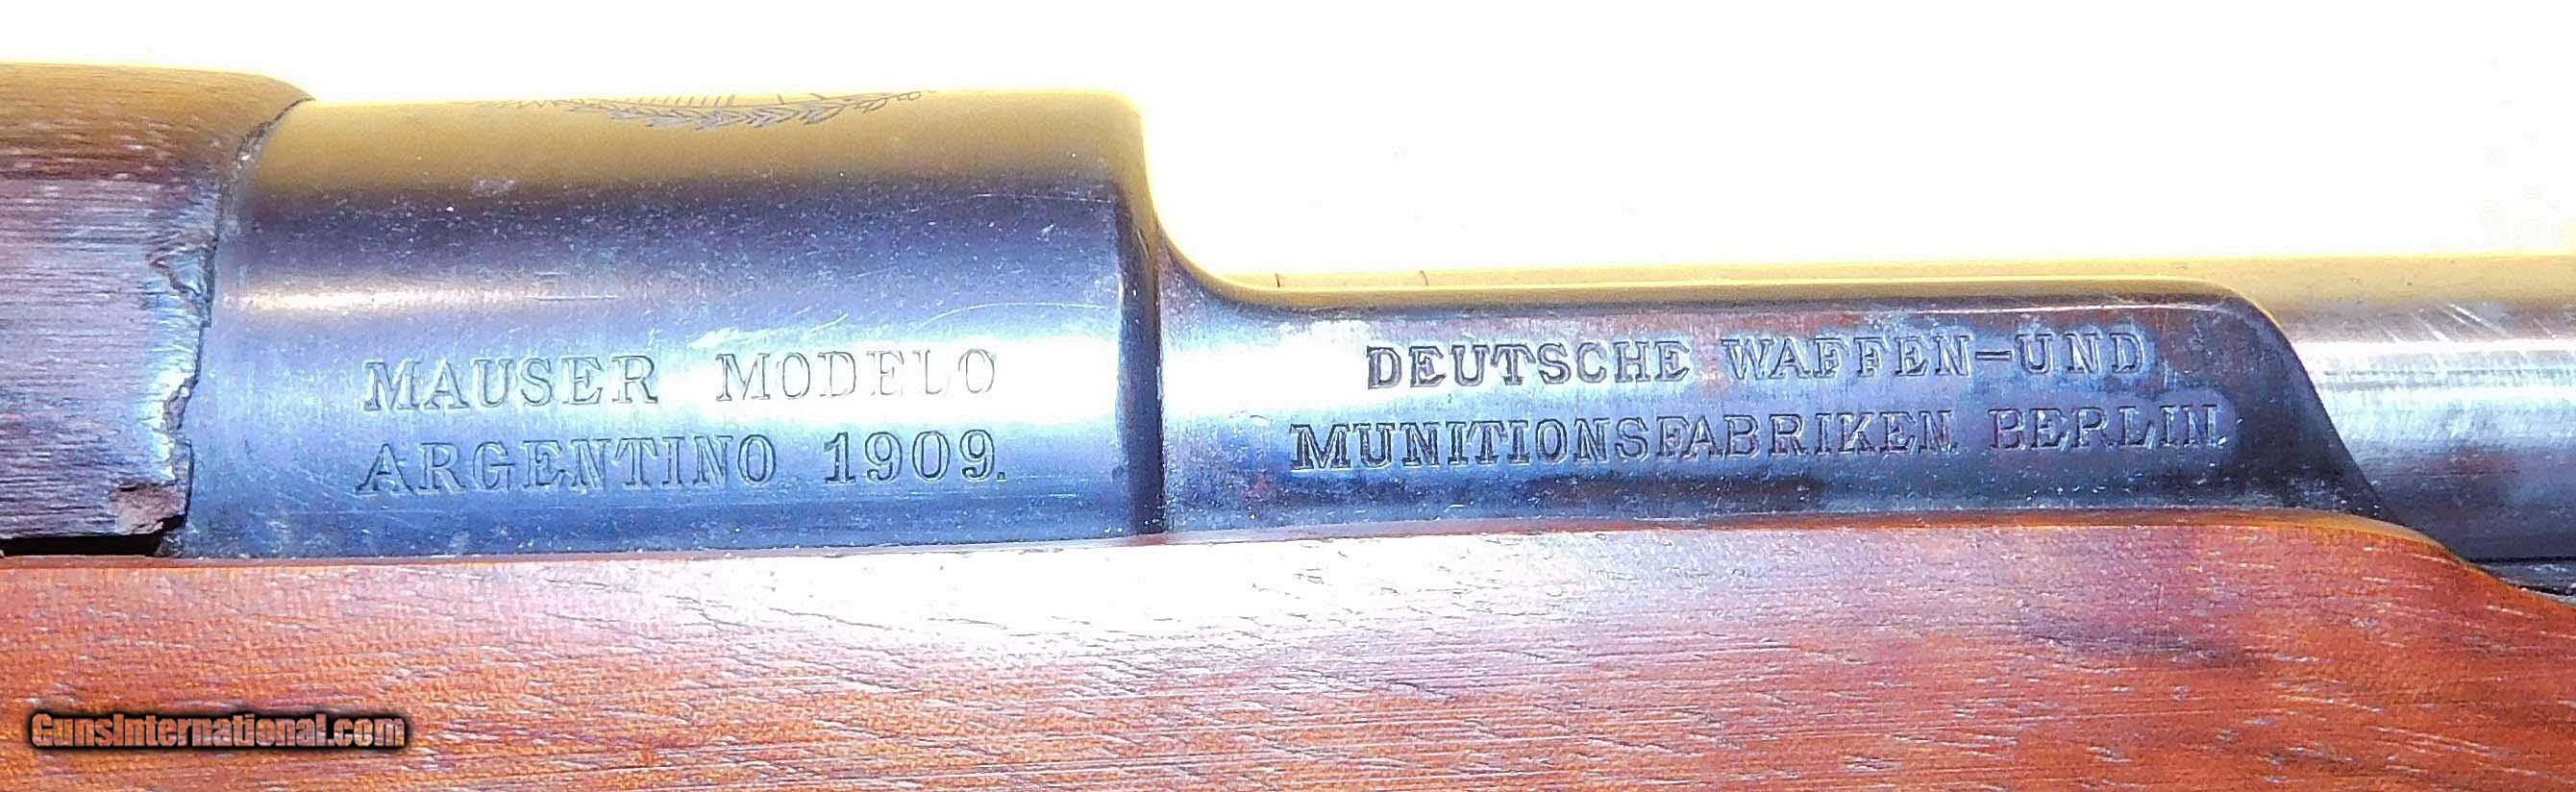 MAUSER MODELO
ARGENTINO 1909.
DEUTSCHE WAFFEN-UND
MUNITIONSFABRIKEN. BERLIN.
GunsInternational.com